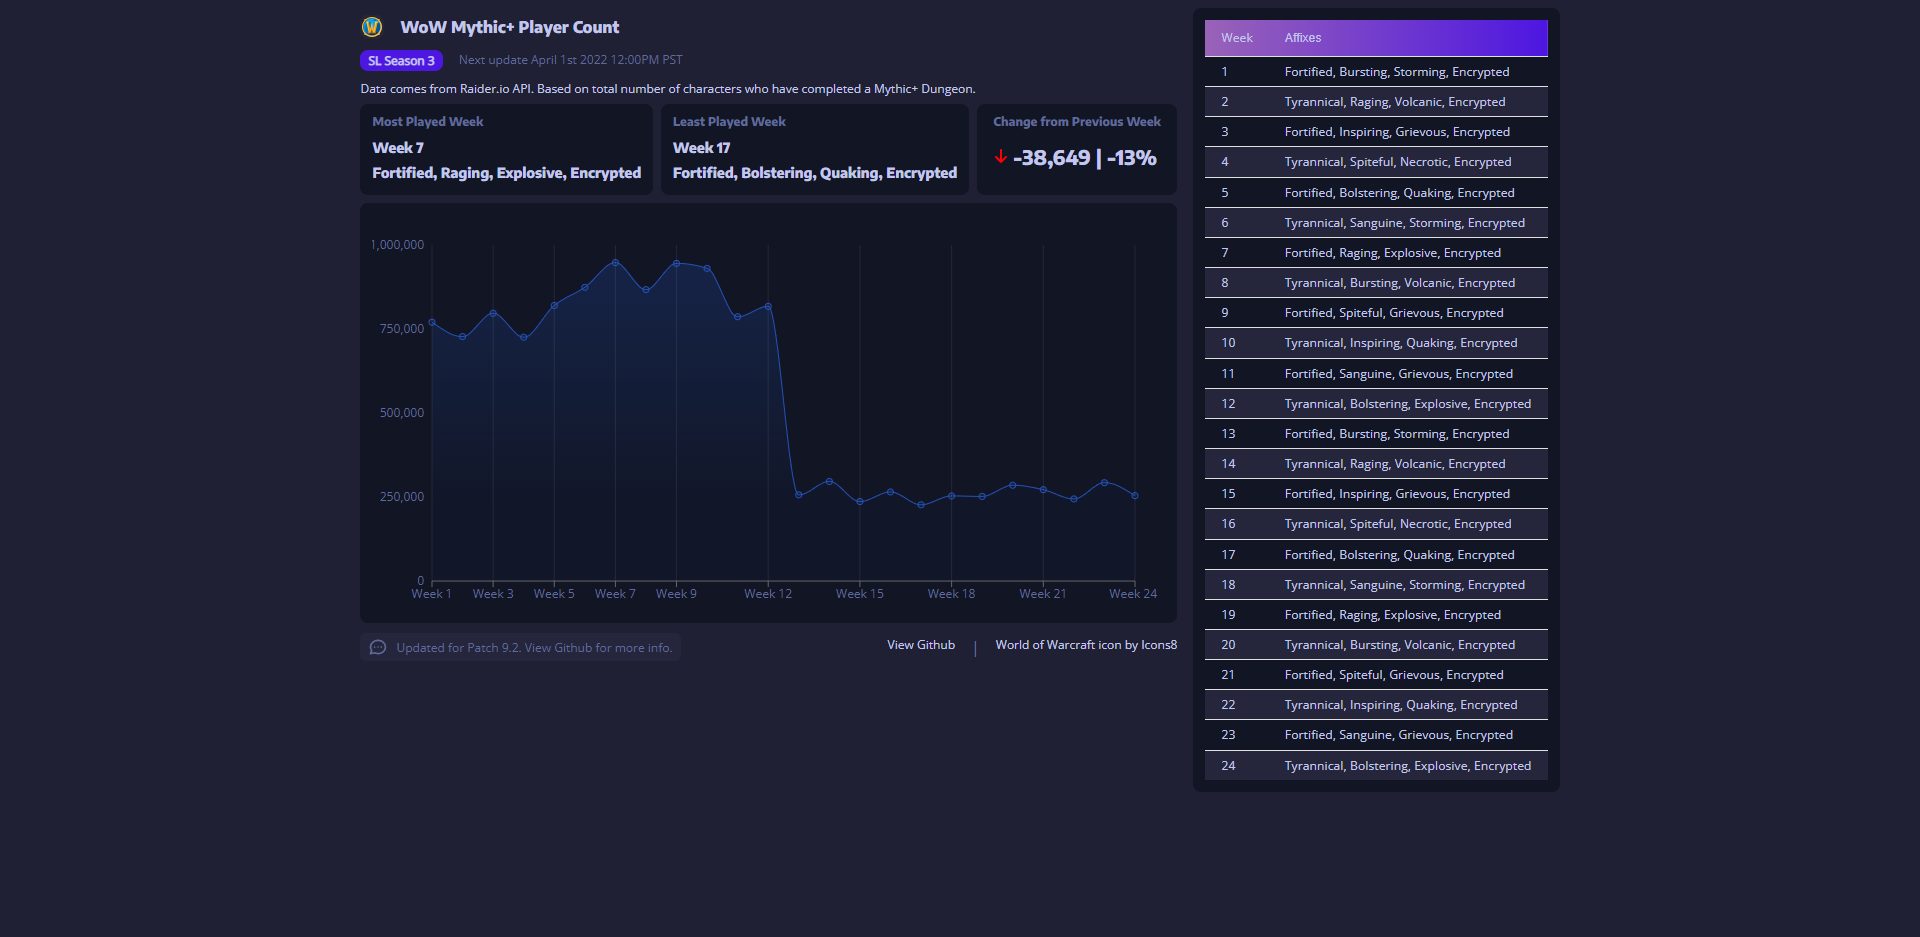 WoW Mythic+ Player Count
SL Season 3
Next update April 1st 2022 12:00PM PST
Data comes from Raider.io API. Based on total number of characters who have completed a Mythic+ Dungeon.
Most Played Week
Week 7
Fortified, Raging, Explosive, Encrypted
Least Played Week
Week 17
Fortified, Bolstering, Quaking, Encrypted
Change from Previous Week
-38,649 | -13%
1,000,000
750,000
500,000
250,000
0
Week 1 Week 3 Week 5 Week 7 Week 9 Week 12 Week 15 Week 18 Week 21 Week 24
Updated for Patch 9.2. View Github for more info.
View Github | World of Warcraft icon by Icons8
Week Affixes
1 Fortified, Bursting, Storming, Encrypted
2 Tyrannical, Raging, Volcanic, Encrypted
3 Fortified, Inspiring, Grievous, Encrypted
4 Tyrannical, Spiteful, Necrotic, Encrypted
5 Fortified, Bolstering, Quaking, Encrypted
6 Tyrannical, Sanguine, Storming, Encrypted
7 Fortified, Raging, Explosive, Encrypted
8 Tyrannical, Bursting, Volcanic, Encrypted
9 Fortified, Spiteful, Grievous, Encrypted
10 Tyrannical, Inspiring, Quaking, Encrypted
11 Fortified, Sanguine, Grievous, Encrypted
12 Tyrannical, Bolstering, Explosive, Encrypted
13 Fortified, Bursting, Storming, Encrypted
14 Tyrannical, Raging, Volcanic, Encrypted
15 Fortified, Inspiring, Grievous, Encrypted
16 Tyrannical, Spiteful, Necrotic, Encrypted
17 Fortified, Bolstering, Quaking, Encrypted
18 Tyrannical, Sanguine, Storming, Encrypted
19 Fortified, Raging, Explosive, Encrypted
20 Tyrannical, Bursting, Volcanic, Encrypted
21 Fortified, Spiteful, Grievous, Encrypted
22 Tyrannical, Inspiring, Quaking, Encrypted
23 Fortified, Sanguine, Grievous, Encrypted
24 Tyrannical, Bolstering, Explosive, Encrypted